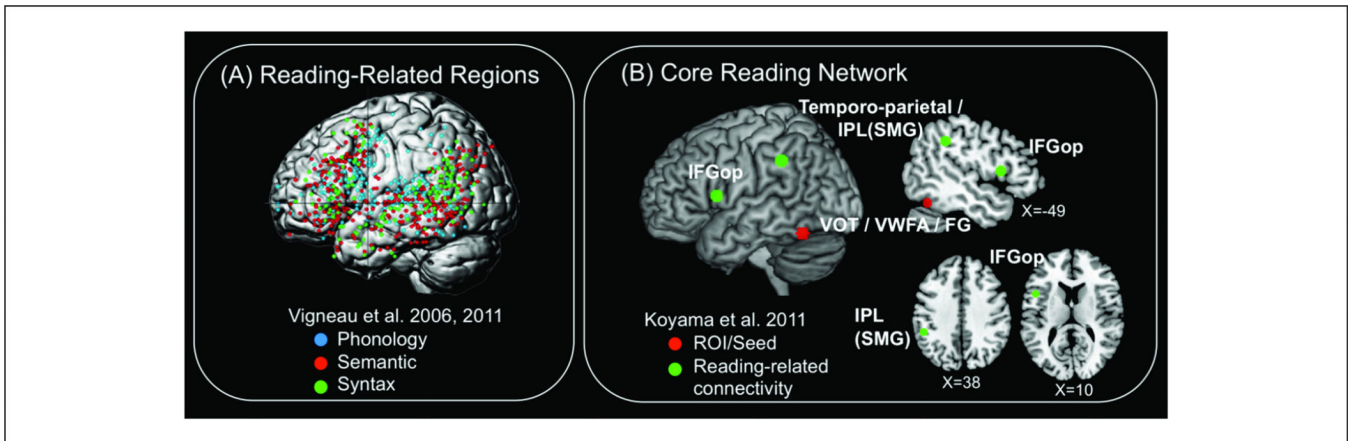 (A) Reading-Related Regions
Vigneau et al. 2006, 2011
Phonology
Semantic
Syntax
(B) Core Reading Network
Temporo-parietal /
IPL(SMG)
IFGop
IFGop
X=-49
VOT / VWFA / FG
IFGop
Koyama et al. 2011
ROI/Seed
Reading-related
connectivity
IPL
(SMG)
X=38
X=10